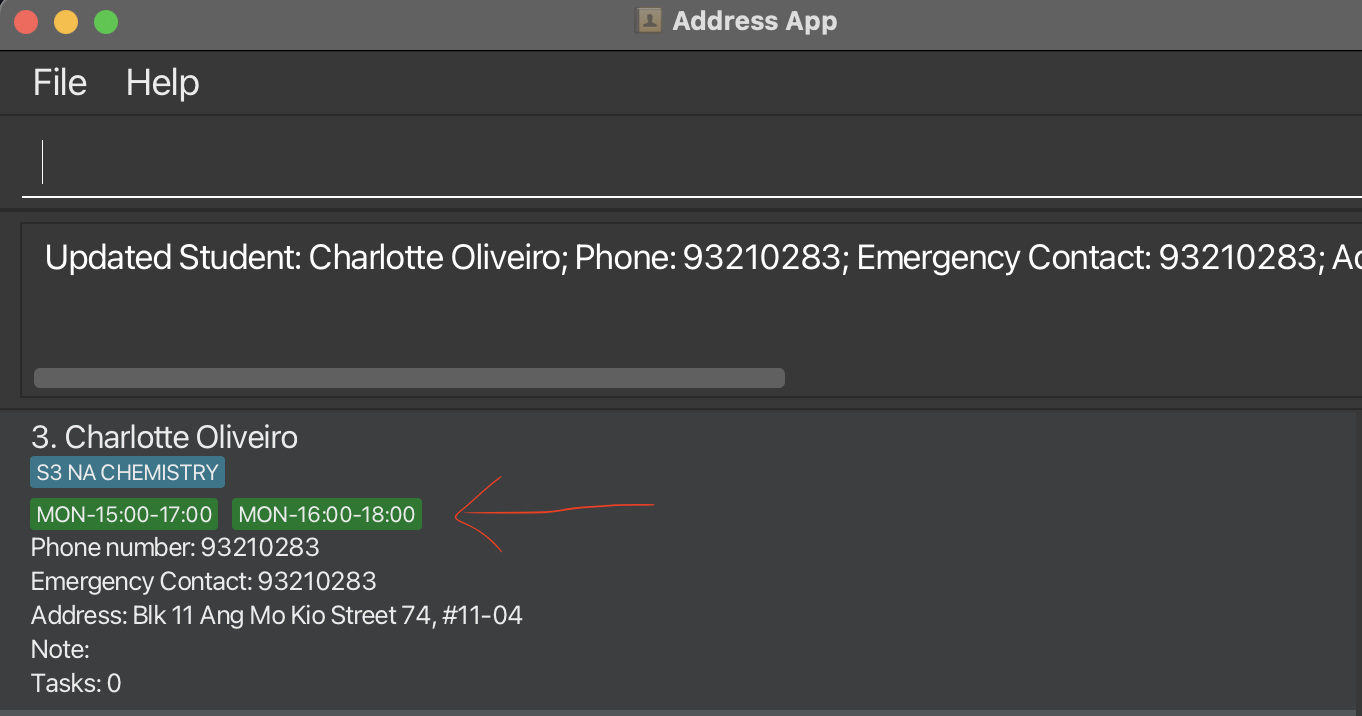 Address App
File Help
Updated Student: Charlotte Oliveiro; Phone: 93210283; Emergency Contact: 93210283;
3. Charlotte Oliveiro
S3 NA CHEMISTRY
MON-15:00-17:00 MON-16:00-18:00
Phone number: 93210283
Emergency Contact: 93210283
Address: Blk 11 Ang Mo Kio Street 74, #11-04
Note:
Tasks: 0